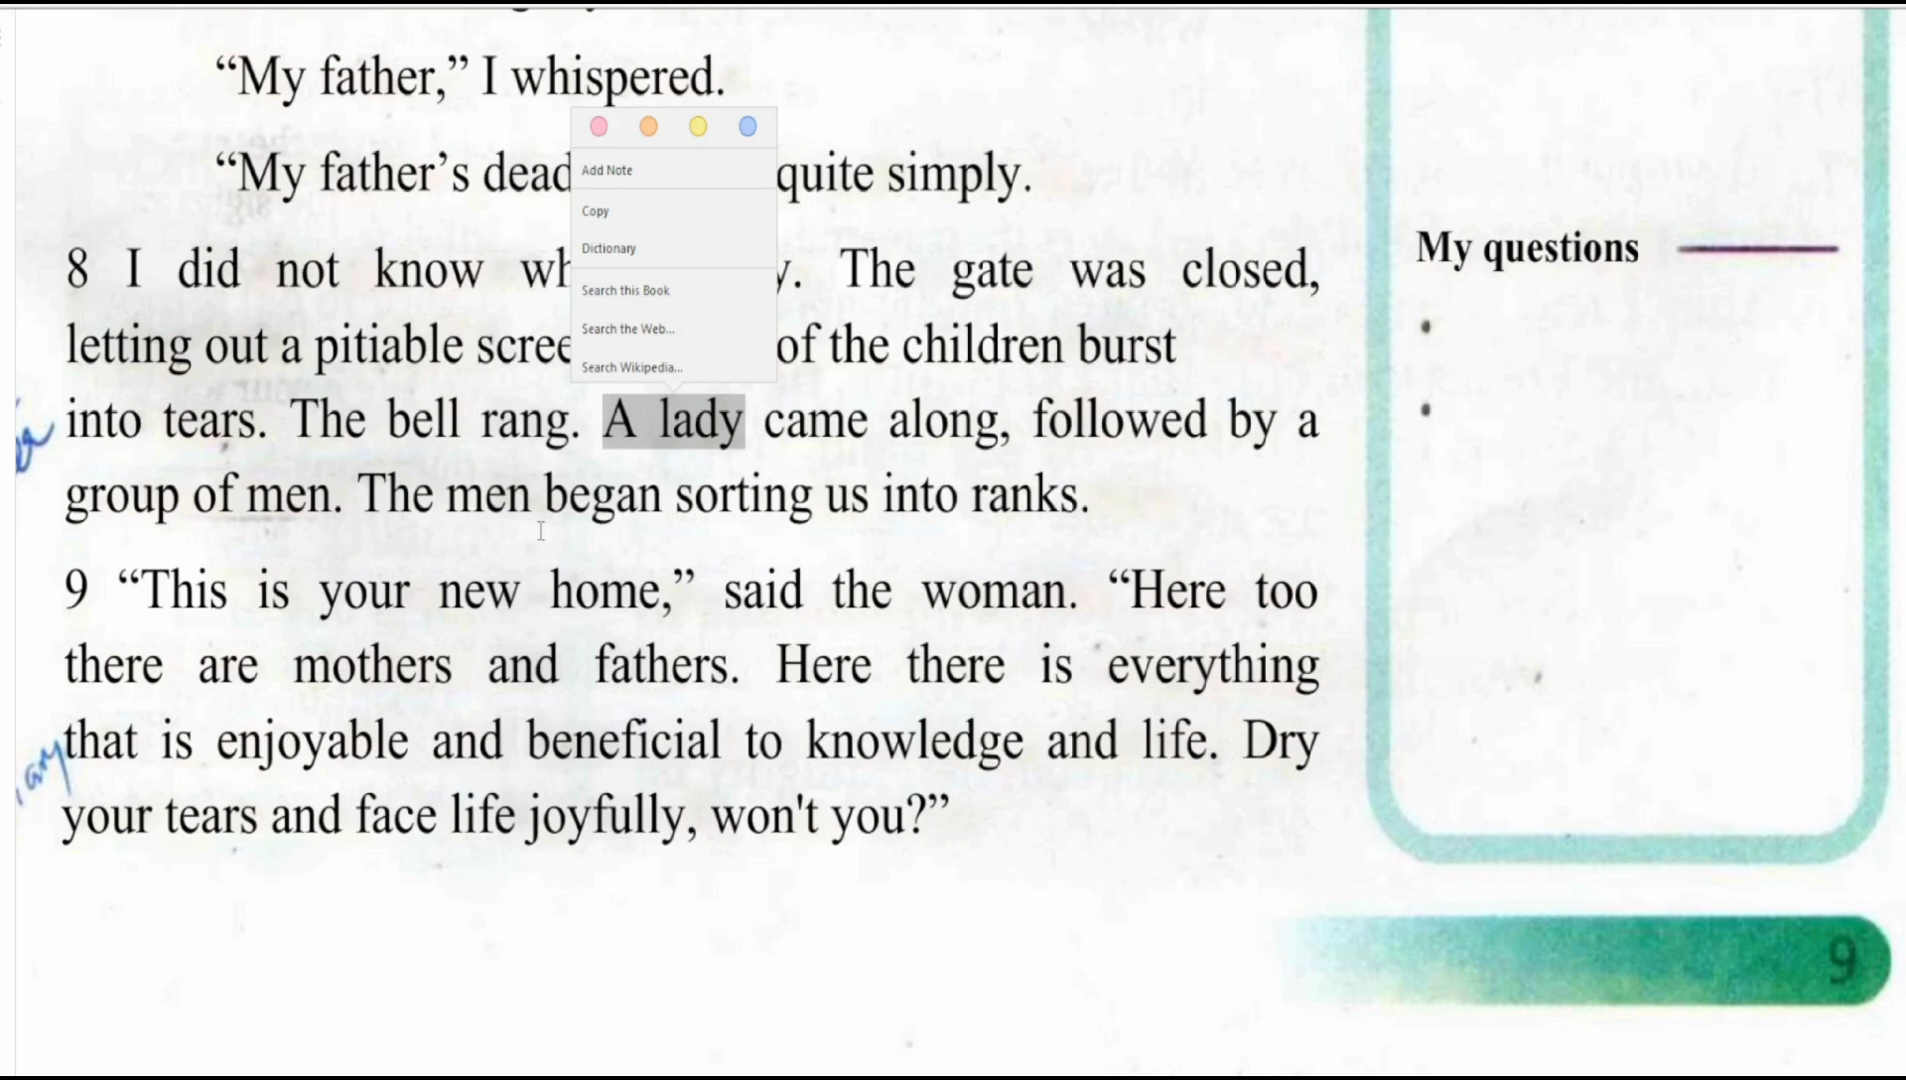 “My father,” I whispered.
“My father’s dead quite simply.
8 I did not know wh y. The gate was closed,
letting out a pitiable scree of the children burst
into tears. The bell rang. A lady came along, followed by a
group of men. The men began sorting us into ranks.
9 “This is your new home,” said the woman. “Here too
there are mothers and fathers. Here there is everything
that is enjoyable and beneficial to knowledge and life. Dry
your tears and face life joyfully, won't you?”
Add Note
Copy
Dictionary
Search this Book
Search the Web...
Search Wikipedia...
My questions
9